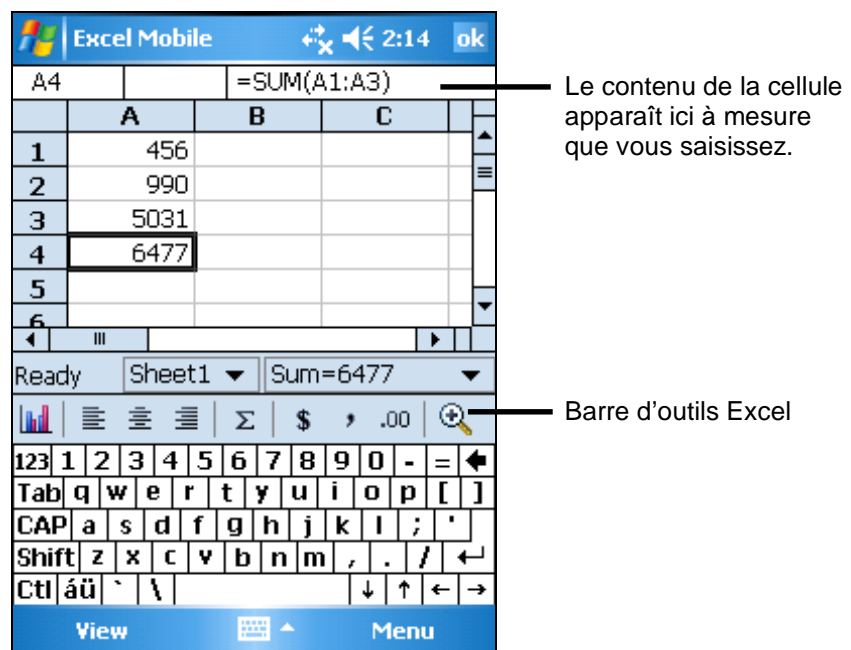 Excel Mobile 2:14 ok
A4 =SUM(A1:A3)
Le contenu de la cellule
apparaît ici à mesure
que vous saisissez.
A B C
1 456
2 990
3 5031
4 6477
5
6
Ready Sheet1 Sum=6477
Σ $ , .00
Barre d'outils Excel
123 1 2 3 4 5 6 7 8 9 0 - =
Tab q w e r t y u i o p [ ]
CAP a s d f g h j k l ; '
Shift z x c v b n m , . / ↵
Ctl áü ` \ ↓ ↑ ← →
View Menu